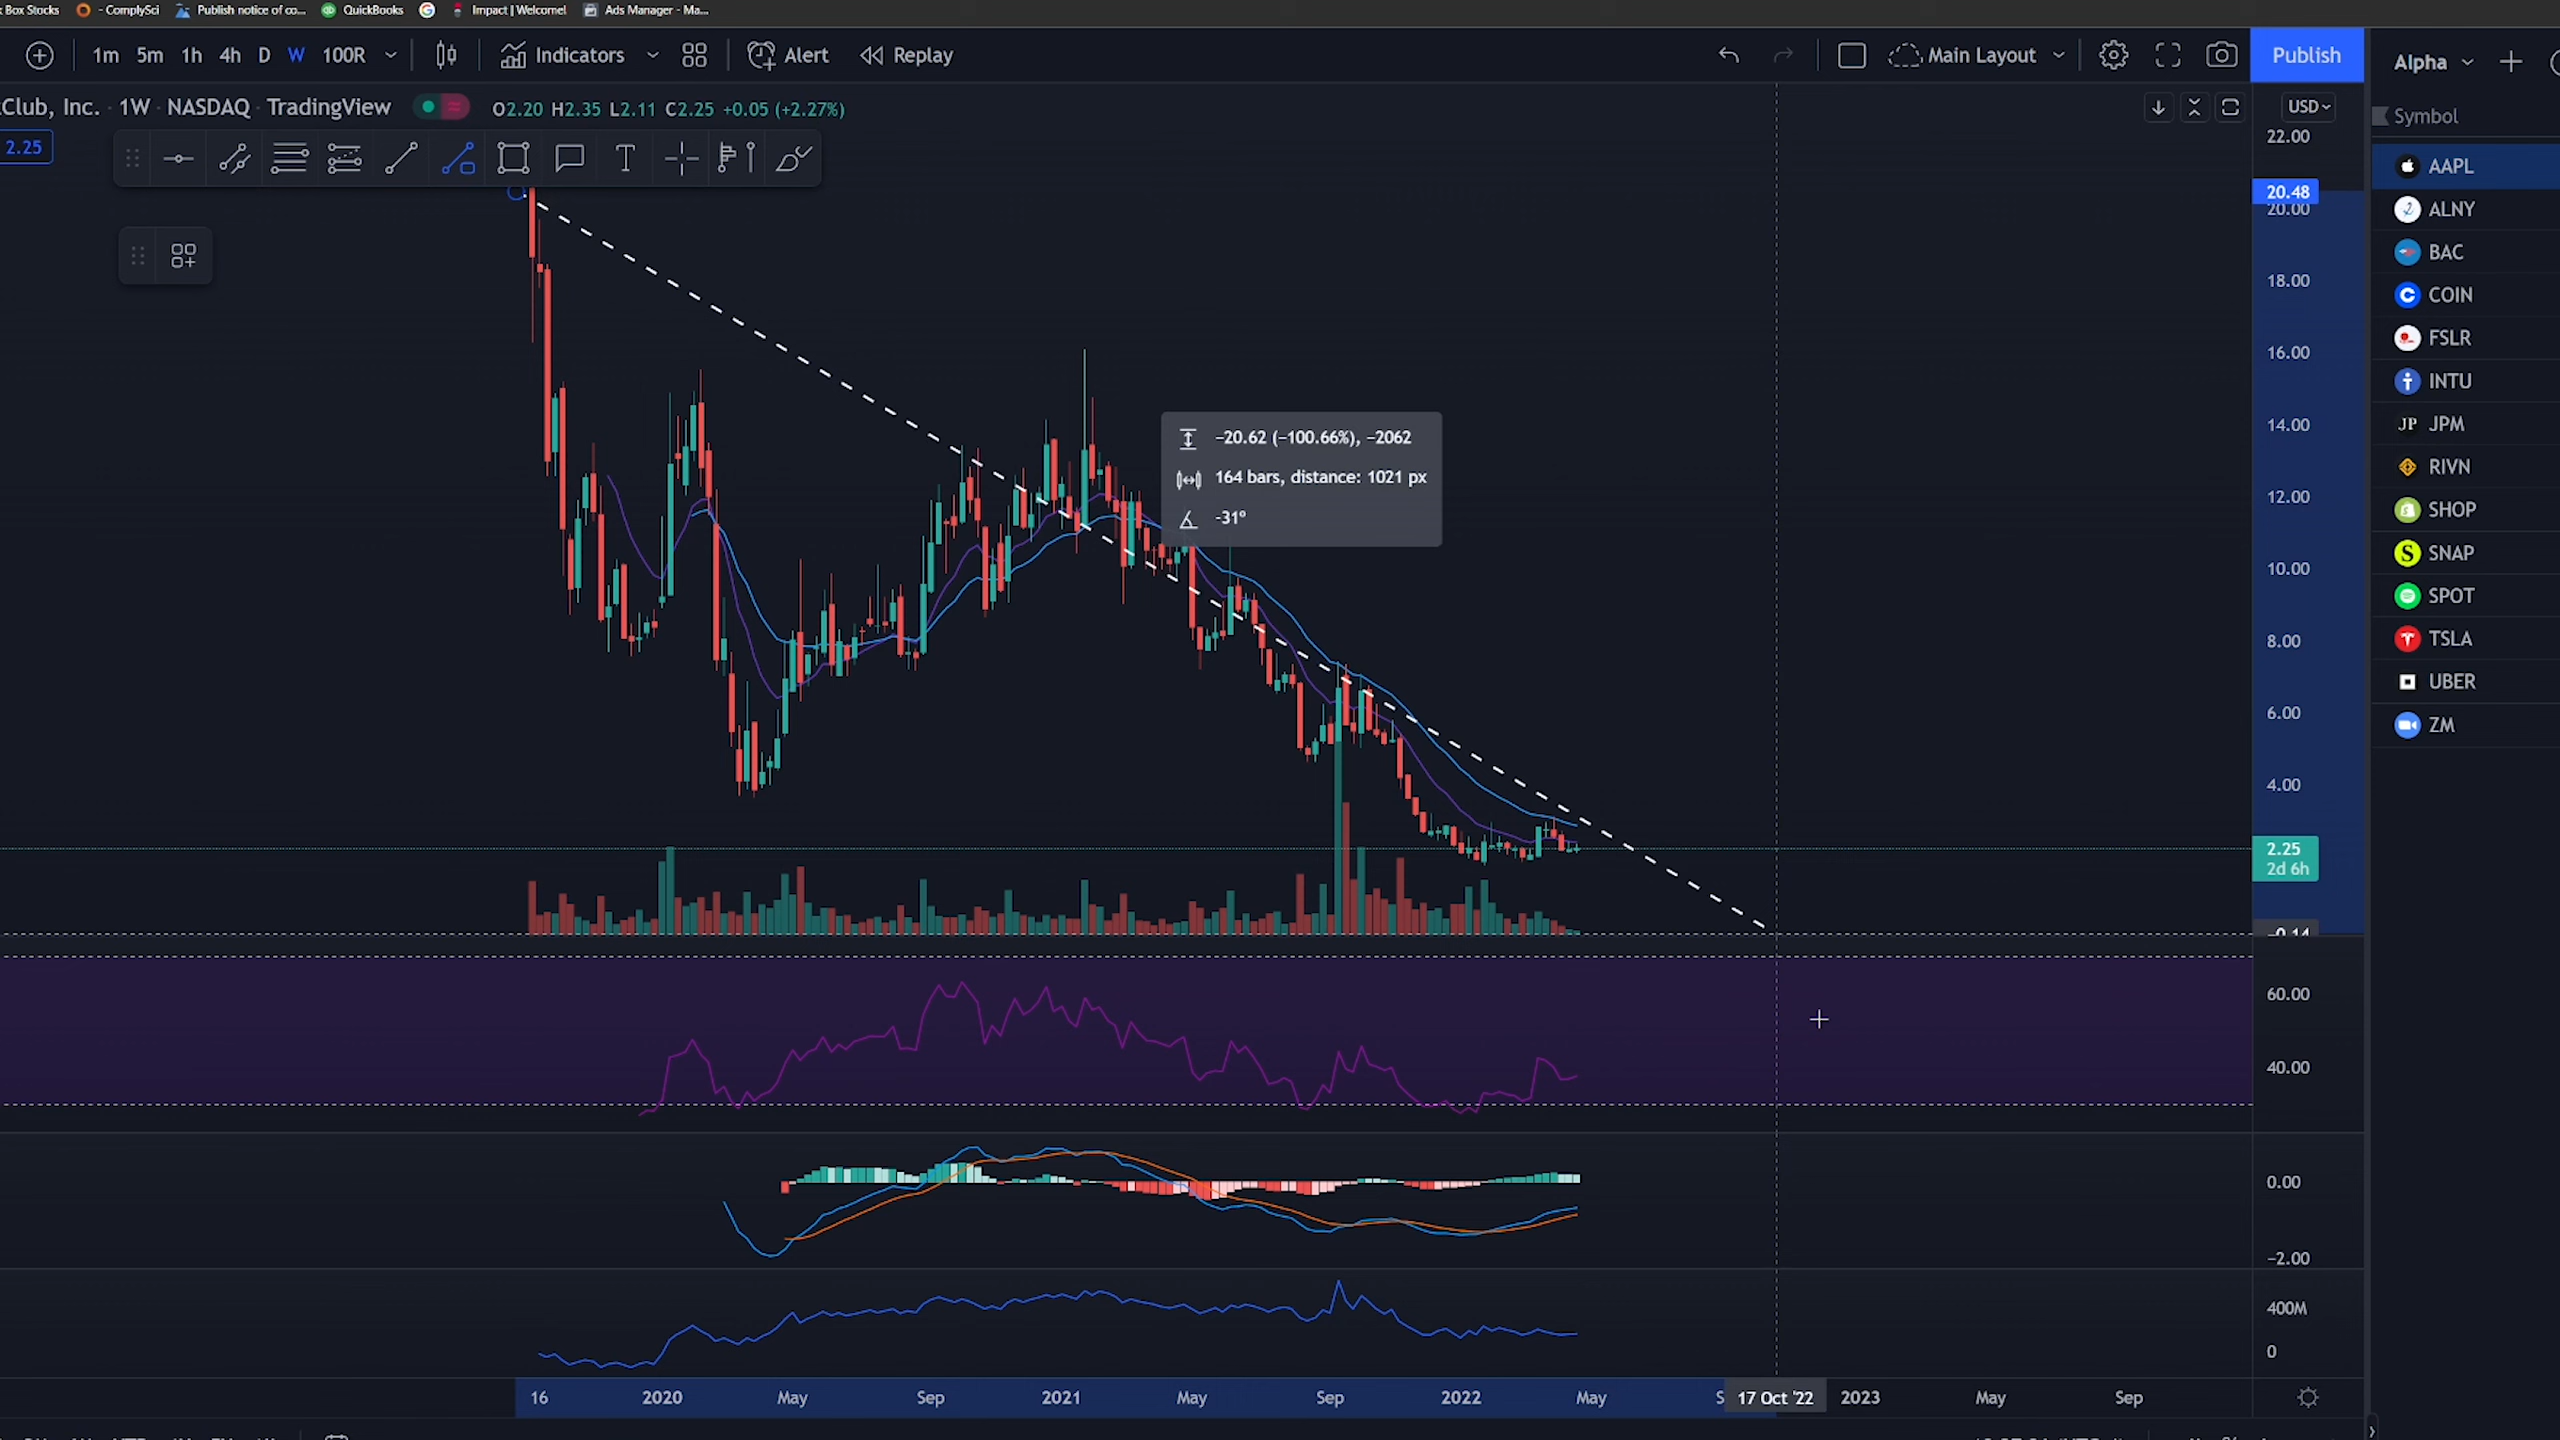 k Box Stocks - ComplySci Publish notice of co... QuickBooks Impact | Welcome! Ads Manager - Ma...
1m 5m 1h 4h D W 100R Indicators Alert Replay Main Layout Publish Alpha
Club, Inc. · 1W · NASDAQ · TradingView O2.20 H2.35 L2.11 C2.25 +0.05 (+2.27%) USD
Symbol
2.25
22.00
20.48
20.00
18.00
16.00
14.00
12.00
10.00
8.00
6.00
4.00
2.25
2d 6h
−0.14
60.00
40.00
0.00
−2.00
400M
0
−20.62 (−100.66%), −2062
164 bars, distance: 1021 px
-31°
AAPL
ALNY
BAC
COIN
FSLR
INTU
JP JPM
RIVN
SHOP
SNAP
SPOT
TSLA
UBER
ZM
16 2020 May Sep 2021 May Sep 2022 May S 17 Oct '22 2023 May Sep